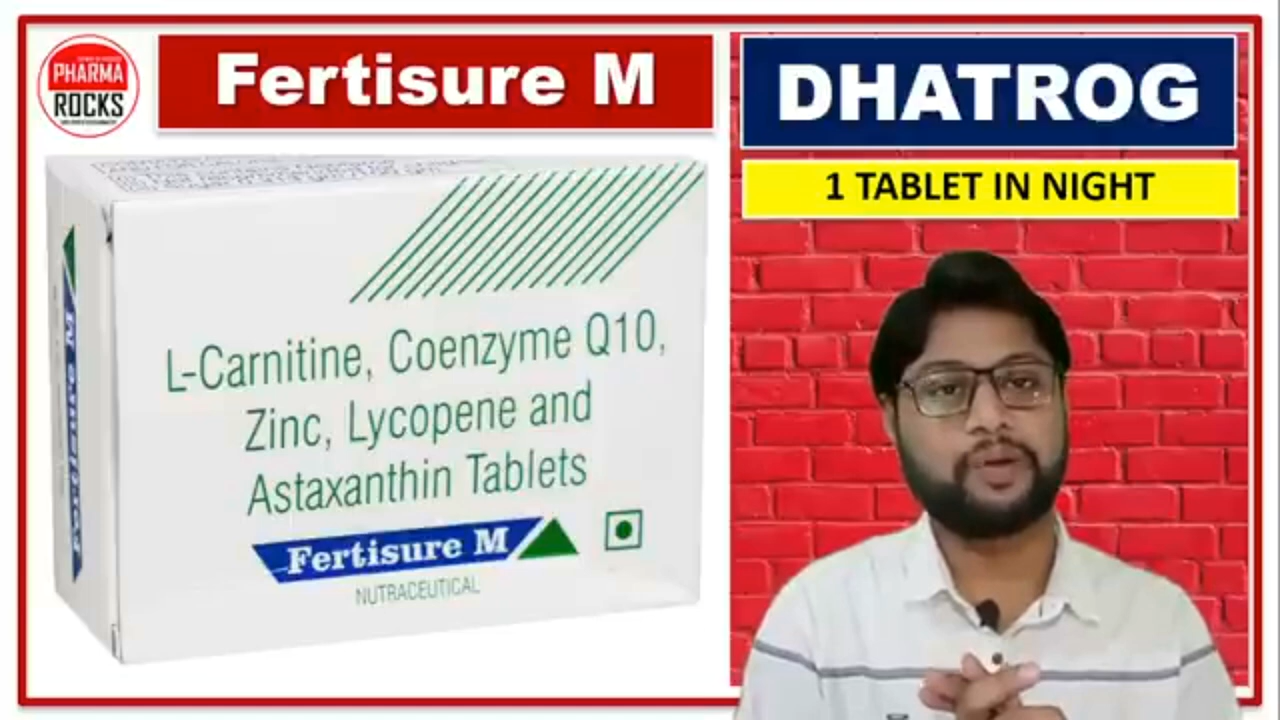 PHARMA
ROCKS
Fertisure M
DHATROG
1 TABLET IN NIGHT
L-Carnitine, Coenzyme Q10,
Zinc, Lycopene and
Astaxanthin Tablets
Fertisure M
NUTRACEUTICAL
Fertisure M